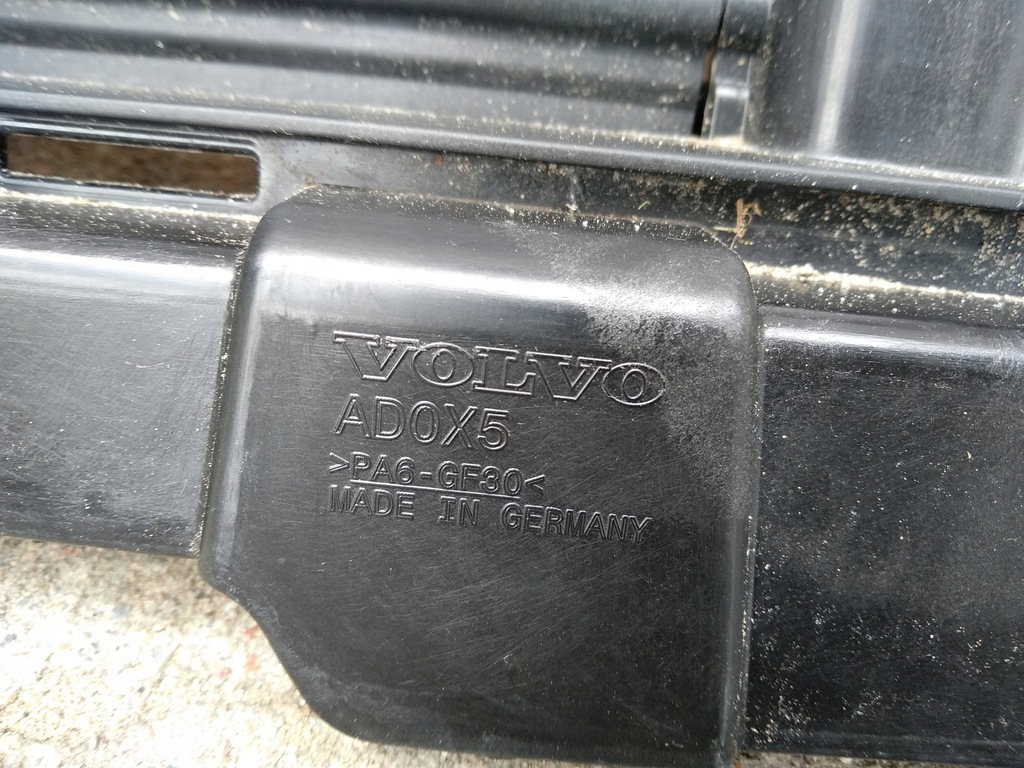 VOLVO
AD0X5
>PA6-GF30<
MADE IN GERMANY